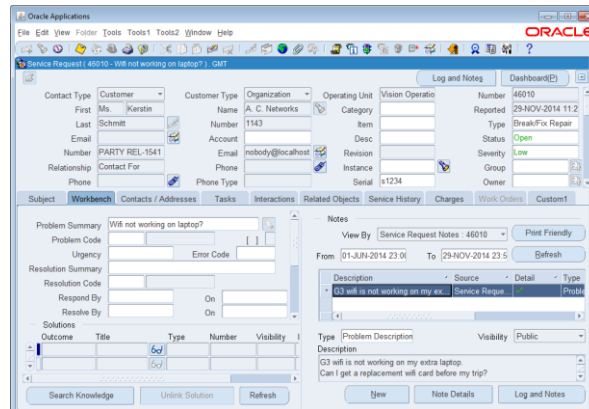 Oracle Applications
File Edit View Folder Tools Tools1 Tools2 Window Help
ORACLE
Service Request ( 46010 - Wifi not working on laptop? ) : GMT
Log and Notes Dashboard(P)
Contact Type Customer Customer Type Organization Operating Unit Vision Operatio Number 46010
First Ms. Kerstin Name A. C. Networks Category Reported 29-NOV-2014 11:2
Last Schmitt Number 1143 Item Type Break/Fix Repair
Email Account Desc Status Open
Number PARTY REL-1541 Email nobody@localhost Revision Severity Low
Relationship Contact For Phone Instance Group
Phone Phone Type Serial s1234 Owner
Subject Workbench Contacts / Addresses Tasks Interactions Related Objects Service History Charges Work Orders Custom1
Problem Summary Wifi not working on laptop?
Problem Code [ ]
Urgency Error Code
Resolution Summary
Resolution Code
Respond By On
Resolve By On
Solutions
Outcome Title Type Number Visibility
Search Knowledge Unlink Solution Refresh
Notes
View By Service Request Notes : 46010 Print Friendly
From 01-JUN-2014 23:0 To 29-NOV-2014 23:5 Refresh
Description Source Detail Type
G3 wifi is not working on my ex... Service Reque... Proble
Type Problem Description Visibility Public
Description
G3 wifi is not working on my extra laptop.
Can I get a replacement wifi card before my trip?
New Note Details Log and Notes